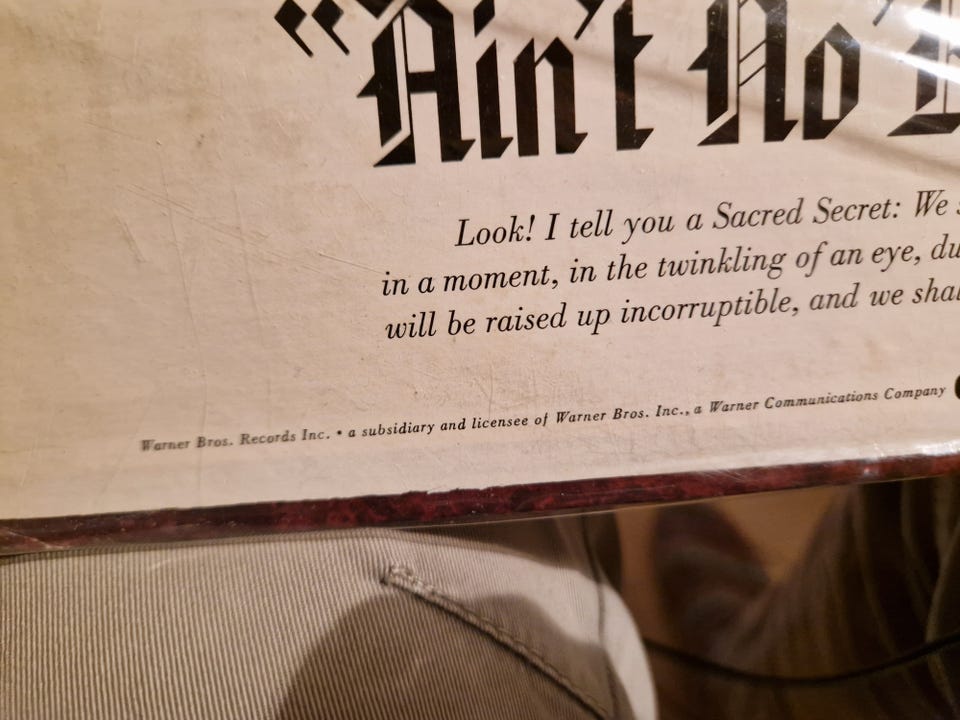 “Ain't No
Look! I tell you a Sacred Secret: We
in a moment, in the twinkling of an eye,
will be raised up incorruptible, and we
Warner Bros. Records Inc. • a subsidiary and licensee of Warner Bros. Inc., a Warner Communications Company